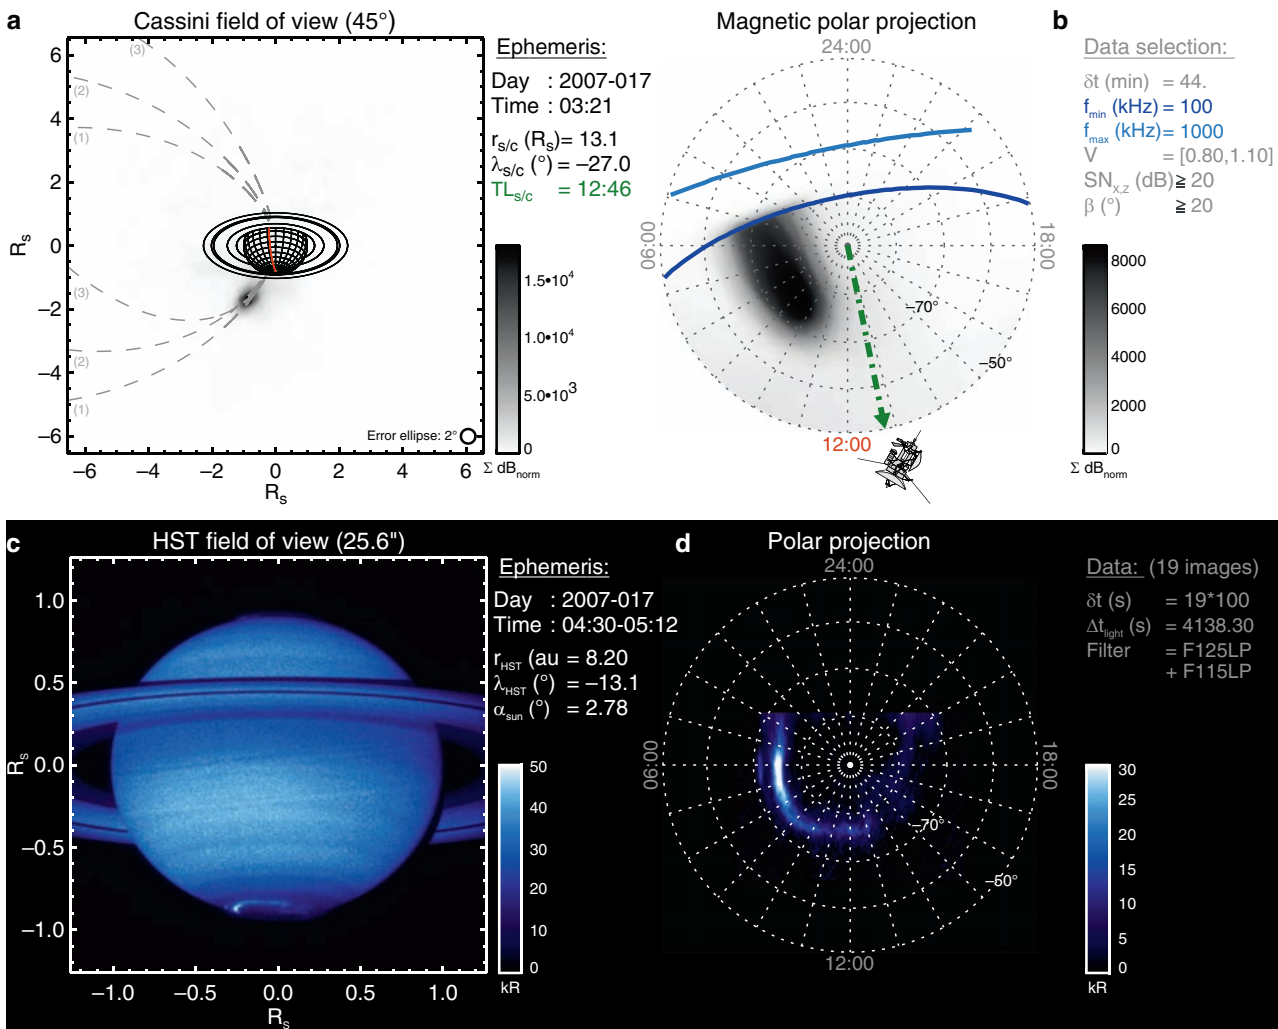 a
Cassini field of view (45°)
Ephemeris:
Day : 2007-017
Time : 03:21
r_s/c (R_s)= 13.1
λ_s/c (°) = −27.0
TL_s/c = 12:46
6
4
2
0
−2
−4
−6
R_s
−6
−4
−2
0
2
4
6
R_s
(3)
(2)
(1)
(3)
(2)
(1)
Error ellipse: 2°
1.5•10⁴
1.0•10⁴
5.0•10³
0
Σ dB_norm
Magnetic polar projection
24:00
06:00
18:00
−70°
−50°
12:00
b
Data selection:
δt (min) = 44.
f_min (kHz) = 100
f_max (kHz) = 1000
V = [0.80,1.10]
SN_X,Z (dB) ≧ 20
β (°) ≧ 20
8000
6000
4000
2000
0
Σ dB_norm
c
HST field of view (25.6")
Ephemeris:
Day : 2007-017
Time : 04:30-05:12
r_HST (au = 8.20
λ_HST (°) = −13.1
α_sun (°) = 2.78
1.0
0.5
0.0
−0.5
−1.0
R_s
−1.0
−0.5
0.0
0.5
1.0
R_s
50
40
30
20
10
0
kR
d
Polar projection
24:00
06:00
18:00
−70°
−50°
12:00
Data: (19 images)
δt (s) = 19*100
Δt_light (s) = 4138.30
Filter = F125LP
+ F115LP
30
25
20
15
10
5
0
kR